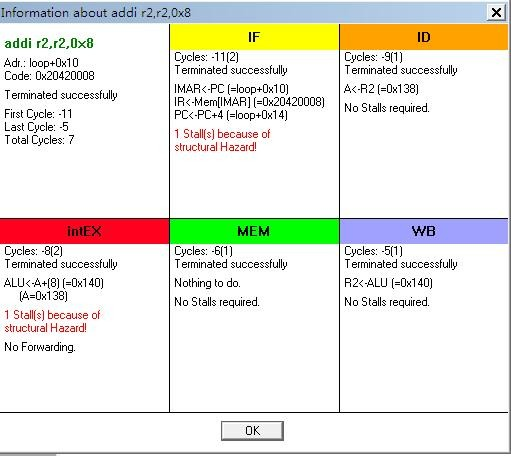 Information about addi r2,r2,0x8
addi r2,r2,0x8
Adr.: loop+0x10
Code: 0x20420008
Terminated successfully
First Cycle: -11
Last Cycle: -5
Total Cycles: 7
IF
Cycles: -11(2)
Terminated successfully
IMAR<-PC (=loop+0x10)
IR<-Mem[IMAR] (=0x20420008)
PC<-PC+4 (=loop+0x14)
1 Stall(s) because of
structural Hazard!
ID
Cycles: -9(1)
Terminated successfully
A<-R2 (=0x138)
No Stalls required.
intEX
Cycles: -8(2)
Terminated successfully
ALU<-A+(8) (=0x140)
(A=0x138)
1 Stall(s) because of
structural Hazard!
No Forwarding.
MEM
Cycles: -6(1)
Terminated successfully
Nothing to do.
No Stalls required.
WB
Cycles: -5(1)
Terminated successfully
R2<-ALU (=0x140)
No Stalls required.
OK